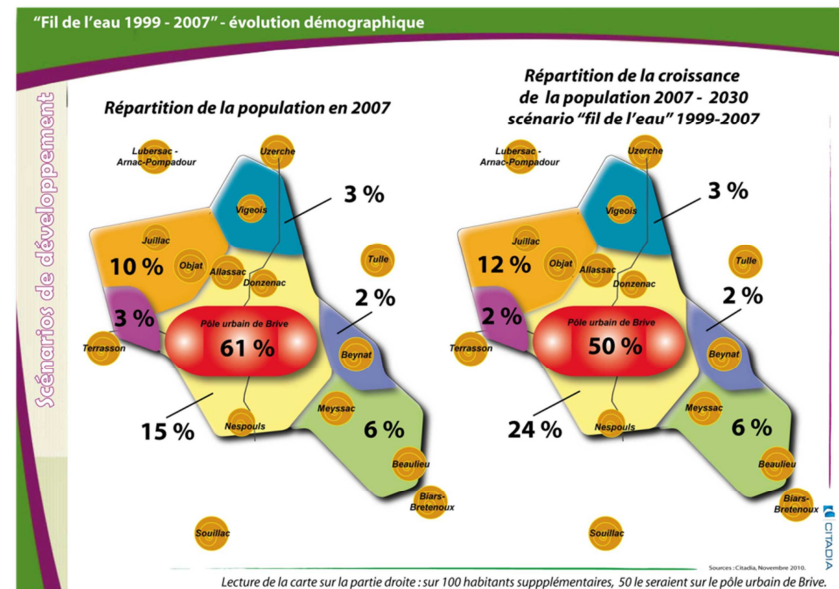 “Fil de l’eau 1999 - 2007” - évolution démographique
Scénarios de développement
Répartition de la population en 2007
Lubersac -
Arnac-Pompadour
Uzerche
3 %
Vigeois
Juillac
10 %
Objat
Allassac
Donzenac
Tulle
2 %
3 %
Pôle urbain de Brive
61 %
Terrasson
Beynat
Meyssac
15 %
Nespouls
6 %
Beaulieu
Biars-
Bretenoux
Souillac
Répartition de la croissance
de la population 2007 - 2030
scénario “fil de l’eau” 1999-2007
Lubersac -
Arnac-Pompadour
Uzerche
3 %
Vigeois
Juillac
12 %
Objat
Allassac
Donzenac
Tulle
2 %
2 %
Pôle urbain de Brive
50 %
Terrasson
Beynat
Meyssac
24 %
Nespouls
6 %
Beaulieu
Biars-
Bretenoux
Souillac
CITADIA
Sources : Citadia, Novembre 2010.
Lecture de la carte sur la partie droite : sur 100 habitants suppplémentaires, 50 le seraient sur le pôle urbain de Brive.